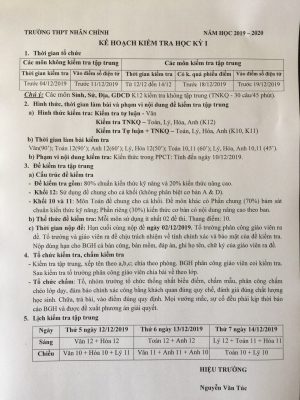 TRƯỜNG THPT NHÂN CHÍNH NĂM HỌC 2019 – 2020
KẾ HOẠCH KIỂM TRA HỌC KỲ I
1. Thời gian tổ chức
Các môn không kiểm tra tập trung Các môn kiểm tra tập trung
Thời gian kiểm tra Vào điểm sổ điện tử Thời gian kiểm tra Có k.quả phiếu điểm Vào điểm sổ điện tử
Trước 04/12/2019 Trước 11/12/2019 Từ 12/12 đến 14/12 Trước 18/12/2019 Trước 19/12/2019
Chú ý: Các môn Sinh, Sử, Địa, GDCD K12 kiểm tra không tập trung (TNKQ - 30 câu/45 phút).
2. Hình thức, thời gian làm bài và phạm vi nội dung đề kiểm tra tập trung
a) Hình thức kiểm tra: Kiểm tra tự luận - Văn
Kiểm tra TNKQ – Toán, Lý, Hóa, Anh (K12)
Kiểm tra Tự luận + TNKQ – Toán, Lý, Hóa, Anh (K10, K11)
b) Thời gian làm bài kiểm tra
Văn(90'); Toán 12(90'); Anh 12(60'); Lý, Hóa 12(50'); Toán 10,11 (60'); Lý, Hóa, Anh 10,11 (45').
b) Phạm vi nội dung kiểm tra: Kiến thức trong PPCT: Tính đến ngày 10/12/2019.
3. Đề kiểm tra tập trung
a) Cấu trúc đề kiểm tra
- Đề kiểm tra gồm: 80% chuẩn kiến thức kỹ năng và 20% kiến thức nâng cao.
- Khối 12: Sử dụng đề chung cho cả khối (không phân biệt cơ bản A & D).
- Khối 10 và 11: Môn Toán đề chung cho cả khối. Đề môn khác có Phần chung (70%) bám sát
chuẩn kiến thức kỹ năng; Phần riêng (30%) kiến thức cơ bản có nội dung nâng cao theo ban.
b) Thể thức đề kiểm tra: Mỗi môn sử dụng ít nhất 02 đề thi. Thang điểm: 10.
c) Thời gian nộp đề: Hạn cuối cùng nộp đề ngày 02/12/2019. Tổ trưởng phân công giáo viên ra
đề. Tổ trưởng và giáo viên ra đề chịu trách nhiệm về tính chính xác và bảo mật của đề kiểm tra.
Nộp đúng hạn cho BGH cả bản cứng, bản mềm, đáp án, ghi họ tên, chữ ký của giáo viên ra đề.
4. Tổ chức kiểm tra, chấm kiểm tra
- Kiểm tra tập trung, xếp tên theo a,b,c; chia theo phòng. BGH phân công giáo viên coi kiểm tra.
Sau kiểm tra tổ trưởng phân công giáo viên chia bài về theo lớp.
- Tổ chức chấm: Tổ, nhóm trưởng tổ chức thống nhất biểu điểm, chấm mẫu, phân công chấm
chéo lớp dạy, đảm bảo chính xác công bằng khách quan đúng quy chế, đánh giá đúng chất lượng
học sinh. Chữa, trả bài, vào điểm đúng quy định. Mọi vướng mắc, sự cố đều phải kịp thời báo
cáo BGH và được đề xuất phương án giải quyết.
5. Lịch kiểm tra tập trung
Ngày Thứ 5 ngày 12/12/2019 Thứ 6 ngày 13/12/2019 Thứ 7 ngày 14/12/2019
Sáng Văn 12 + Hóa 12 Toán 12 + Anh 12 Lý 12 + Toán 11 + Hóa 11
Chiều Văn 10 + Hóa 10 + Lý 11 Văn 11 + Anh 11 + Anh 10 Toán 10 + Lý 10
HIỆU TRƯỞNG
Nguyễn Văn Túc